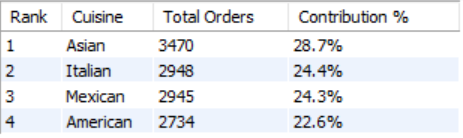 Rank Cuisine Total Orders Contribution %
1 Asian 3470 28.7%
2 Italian 2948 24.4%
3 Mexican 2945 24.3%
4 American 2734 22.6%